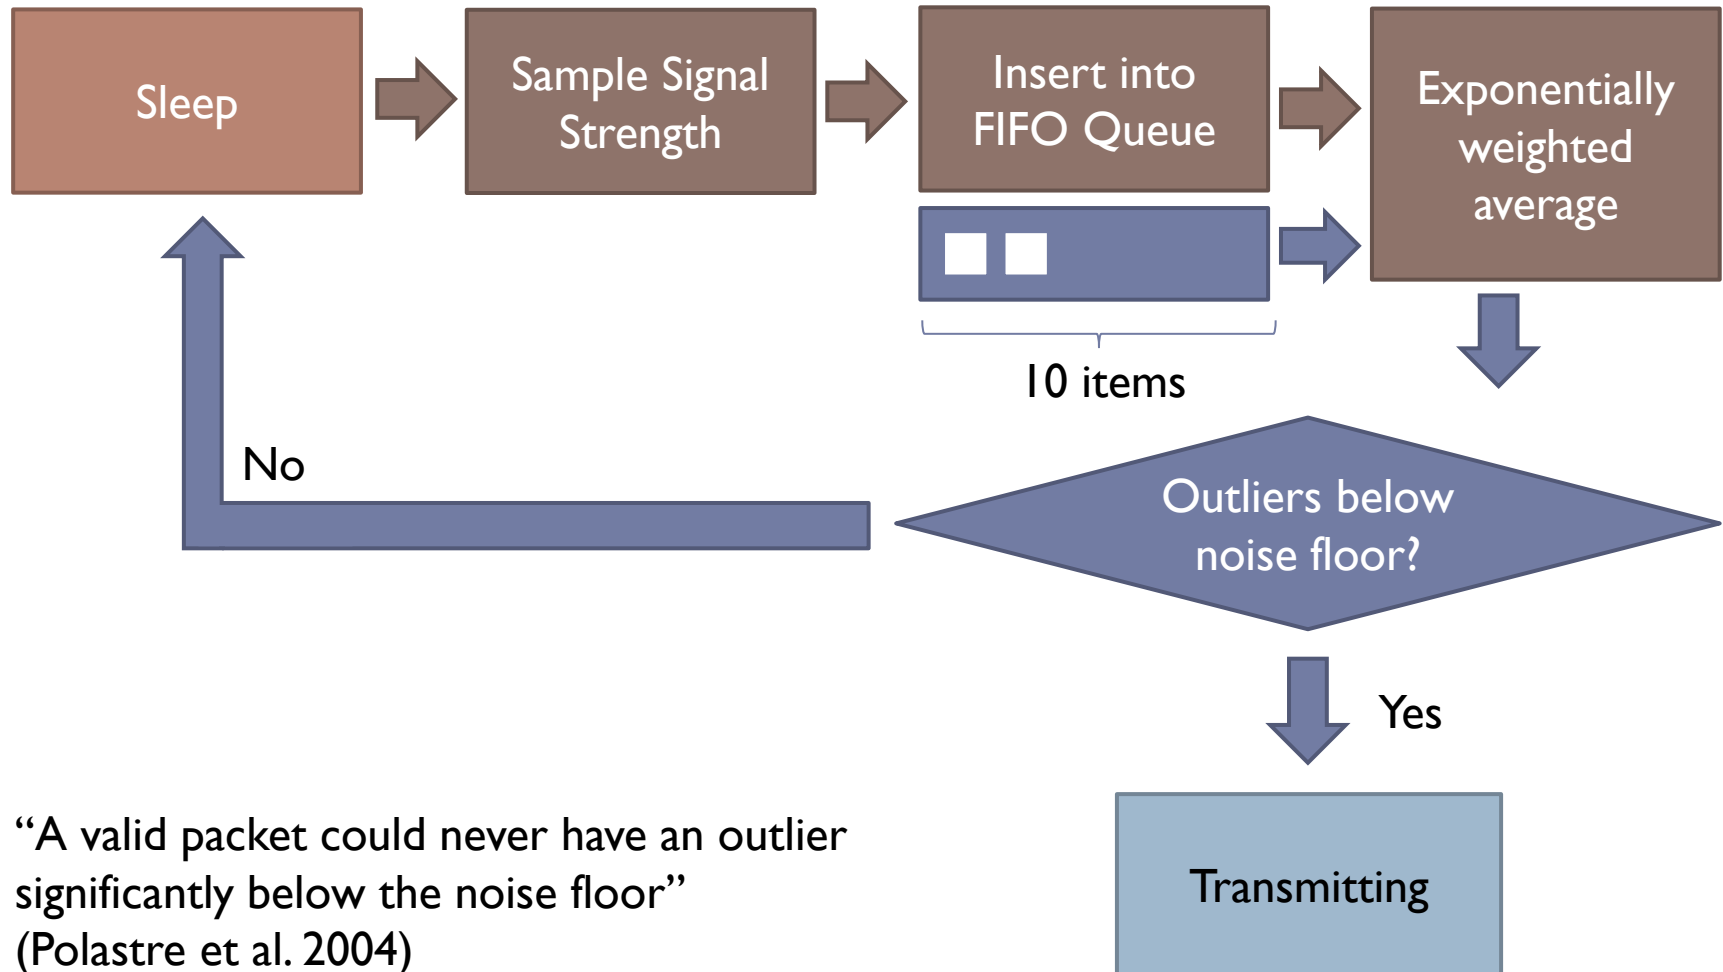 Sleep
Sample Signal
Strength
Insert into
FIFO Queue
Exponentially
weighted
average
10 items
No
Outliers below
noise floor?
Yes
“A valid packet could never have an outlier
significantly below the noise floor”
(Polastre et al. 2004)
Transmitting